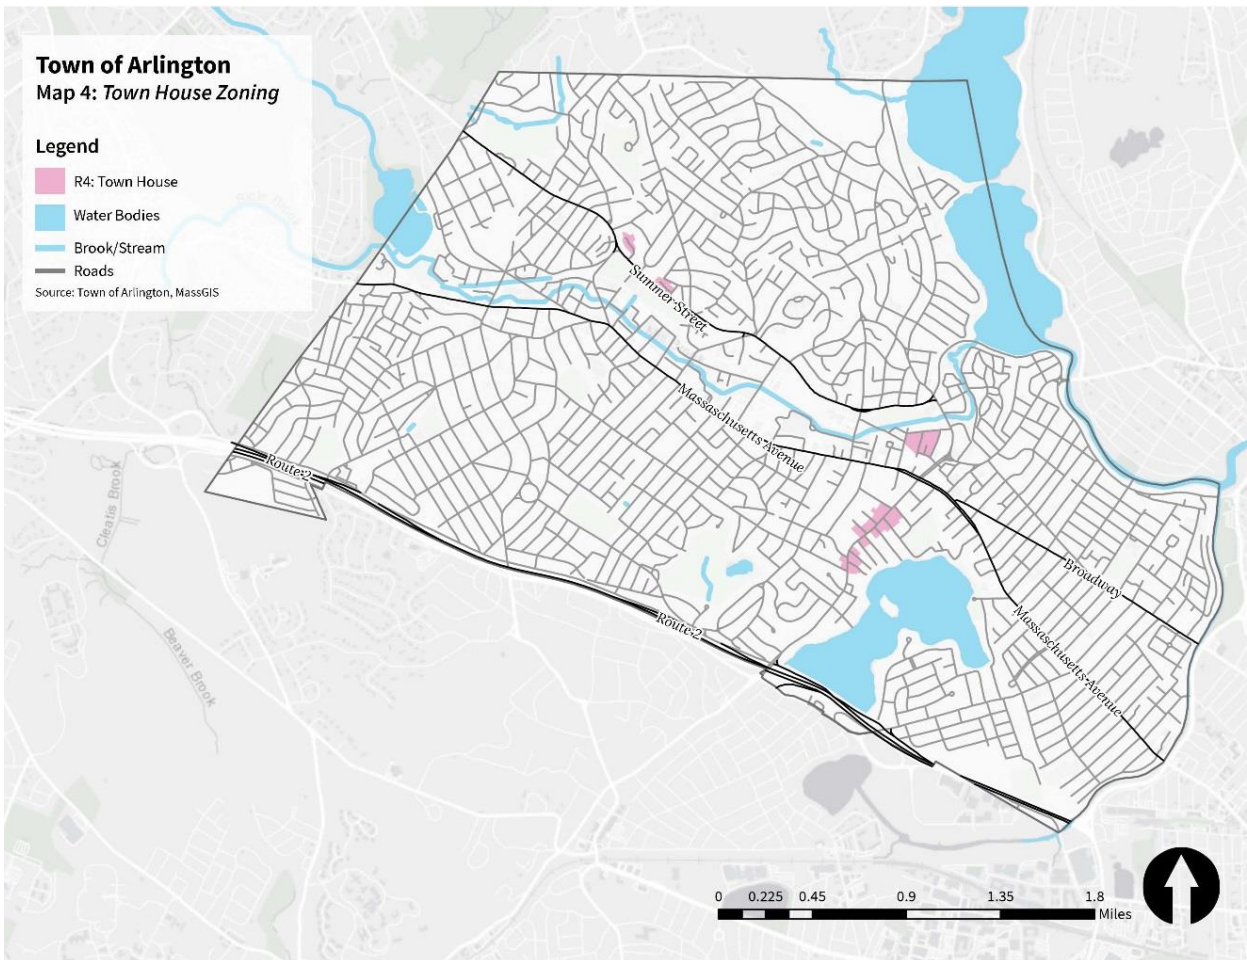 Town of Arlington
Map 4: Town House Zoning
Legend
R4: Town House
Water Bodies
Brook/Stream
Roads
Source: Town of Arlington, MassGIS
Summer Street
Massachusetts Avenue
Route 2
Cleatis Brook
Broadway
Route 2
Massachusetts Avenue
Beaver Brook
0 0.225 0.45 0.9 1.35 1.8
Miles